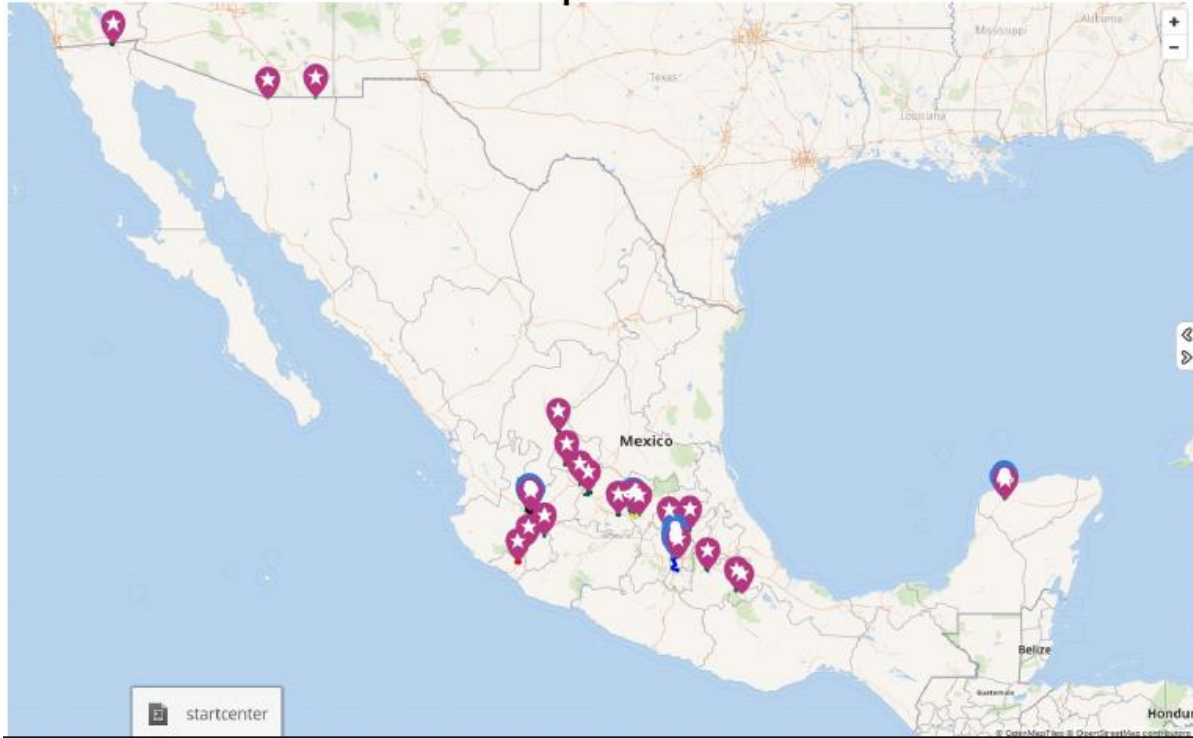 Alabama
Mississippi
+
−
Texas
Louisiana
Mexico
Belize
Guatemala
Hondur
startcenter
© OpenMapTiles © OpenStreetMap contributors